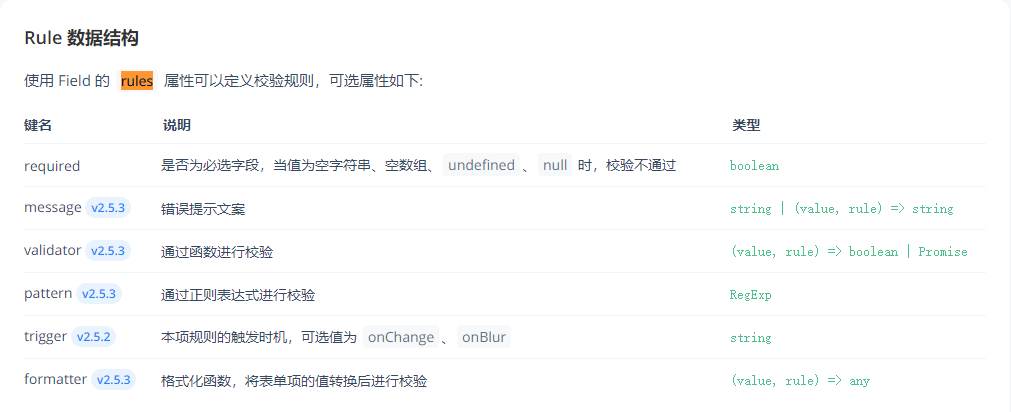 Rule 数据结构
使用 Field 的 rules 属性可以定义校验规则，可选属性如下:
键名 说明 类型
required 是否为必选字段，当值为空字符串、空数组、undefined、null 时，校验不通过 boolean
message v2.5.3 错误提示文案 string | (value, rule) => string
validator v2.5.3 通过函数进行校验 (value, rule) => boolean | Promise
pattern v2.5.3 通过正则表达式进行校验 RegExp
trigger v2.5.2 本项规则的触发时机，可选值为 onChange、onBlur string
formatter v2.5.3 格式化函数，将表单项的值转换后进行校验 (value, rule) => any